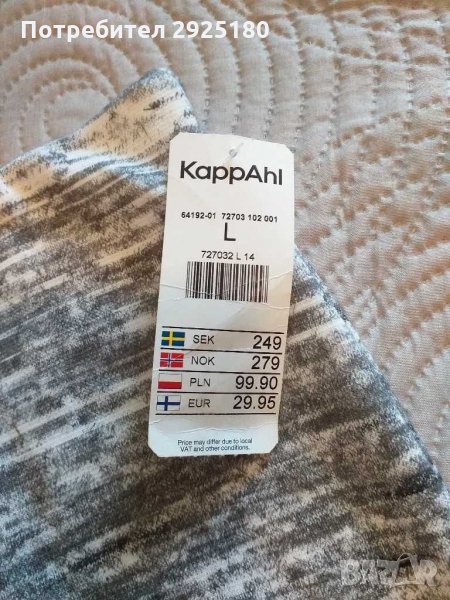 Потребител 2925180
KappAhl
64192-01 72703 102 001
L
727032 L 14
SEK 249
NOK 279
PLN 99.90
EUR 29.95
Price may differ due to local
VAT and other conditions.
BAZAR